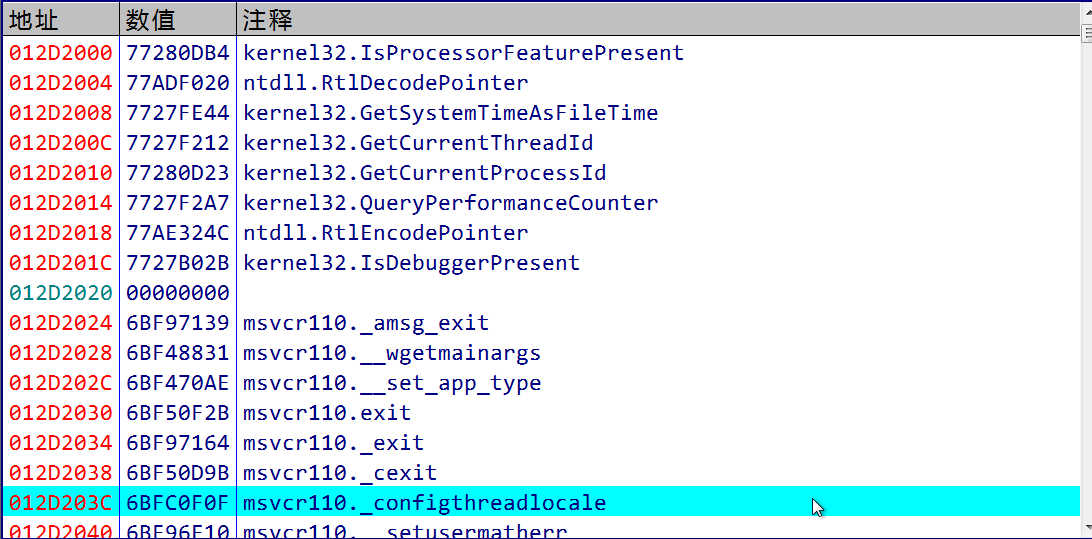 地址 数值 注释
012D2000 77280DB4 kernel32.IsProcessorFeaturePresent
012D2004 77ADF020 ntdll.RtlDecodePointer
012D2008 7727FE44 kernel32.GetSystemTimeAsFileTime
012D200C 7727F212 kernel32.GetCurrentThreadId
012D2010 77280D23 kernel32.GetCurrentProcessId
012D2014 7727F2A7 kernel32.QueryPerformanceCounter
012D2018 77AE324C ntdll.RtlEncodePointer
012D201C 7727B02B kernel32.IsDebuggerPresent
012D2020 00000000
012D2024 6BF97139 msvcr110._amsg_exit
012D2028 6BF48831 msvcr110.__wgetmainargs
012D202C 6BF470AE msvcr110.__set_app_type
012D2030 6BF50F2B msvcr110.exit
012D2034 6BF97164 msvcr110._exit
012D2038 6BF50D9B msvcr110._cexit
012D203C 6BFC0F0F msvcr110._configthreadlocale
012D2040 6BF96E10 msvcr110.__setusermatherr